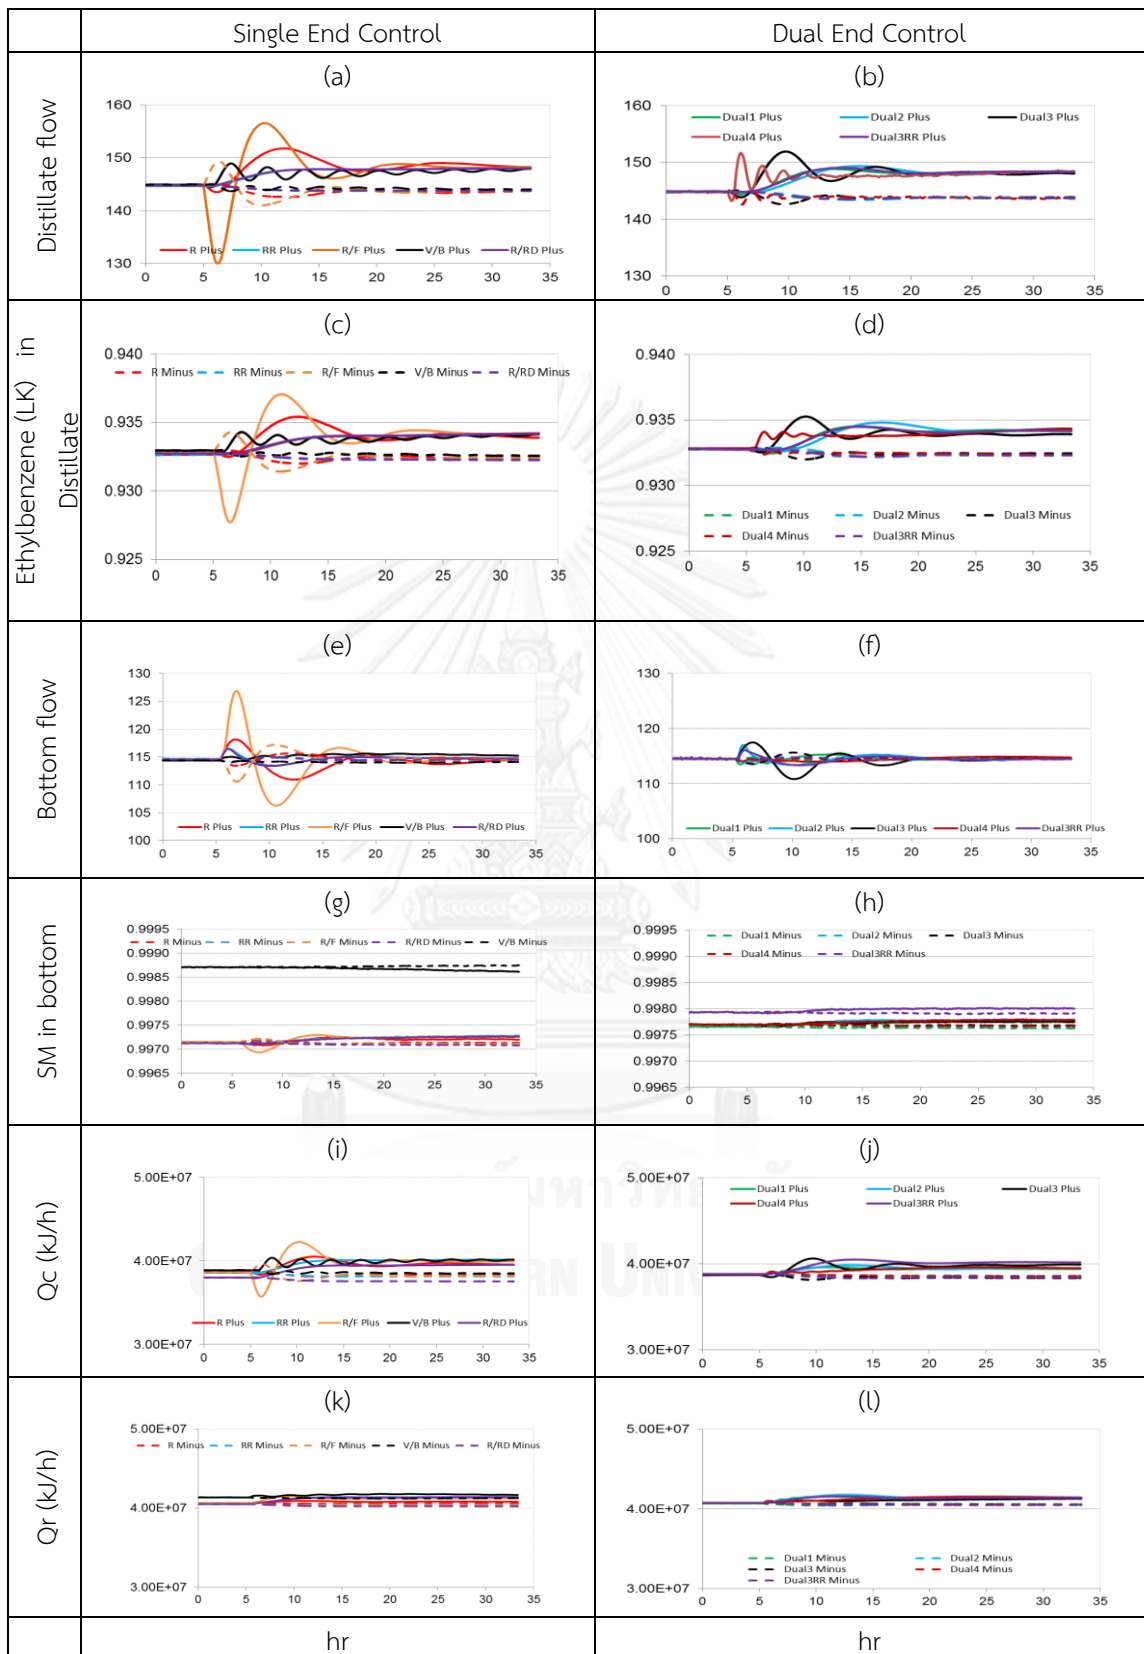 Single End Control
Dual End Control
Distillate flow
(a)
160
150
140
130
0 5 10 15 20 25 30 35
R Plus RR Plus R/F Plus V/B Plus R/RD Plus
(b)
160
150
140
130
0 5 10 15 20 25 30 35
Dual1 Plus Dual2 Plus Dual3 Plus
Dual4 Plus Dual3RR Plus
Ethylbenzene (LK) in
Distillate
(c)
0.940
0.935
0.930
0.925
0 5 10 15 20 25 30 35
R Minus RR Minus R/F Minus V/B Minus R/RD Minus
(d)
0.940
0.935
0.930
0.925
0 5 10 15 20 25 30 35
Dual1 Minus Dual2 Minus Dual3 Minus
Dual4 Minus Dual3RR Minus
Bottom flow
(e)
130
125
120
115
110
105
100
0 5 10 15 20 25 30 35
R Plus RR Plus R/F Plus V/B Plus R/RD Plus
(f)
130
120
110
100
0 5 10 15 20 25 30 35
Dual1 Plus Dual2 Plus Dual3 Plus Dual4 Plus Dual3RR Plus
SM in bottom
(g)
0.9995
0.9990
0.9985
0.9980
0.9975
0.9970
0.9965
0 5 10 15 20 25 30 35
R Minus RR Minus R/F Minus R/RD Minus V/B Minus
(h)
0.9995
0.9990
0.9985
0.9980
0.9975
0.9970
0.9965
0 5 10 15 20 25 30 35
Dual1 Minus Dual2 Minus Dual3 Minus
Dual4 Minus Dual3RR Minus
Qc (kJ/h)
(i)
5.00E+07
4.00E+07
3.00E+07
0 5 10 15 20 25 30 35
R Plus RR Plus R/F Plus V/B Plus R/RD Plus
(j)
5.00E+07
4.00E+07
3.00E+07
0 5 10 15 20 25 30 35
Dual1 Plus Dual2 Plus Dual3 Plus
Dual4 Plus Dual3RR Plus
Qr (kJ/h)
(k)
5.00E+07
4.00E+07
3.00E+07
0 5 10 15 20 25 30 35
R Minus RR Minus R/F Minus V/B Minus R/RD Minus
(l)
5.00E+07
4.00E+07
3.00E+07
0 5 10 15 20 25 30 35
Dual1 Minus Dual2 Minus
Dual3 Minus Dual4 Minus
Dual3RR Minus
hr
hr